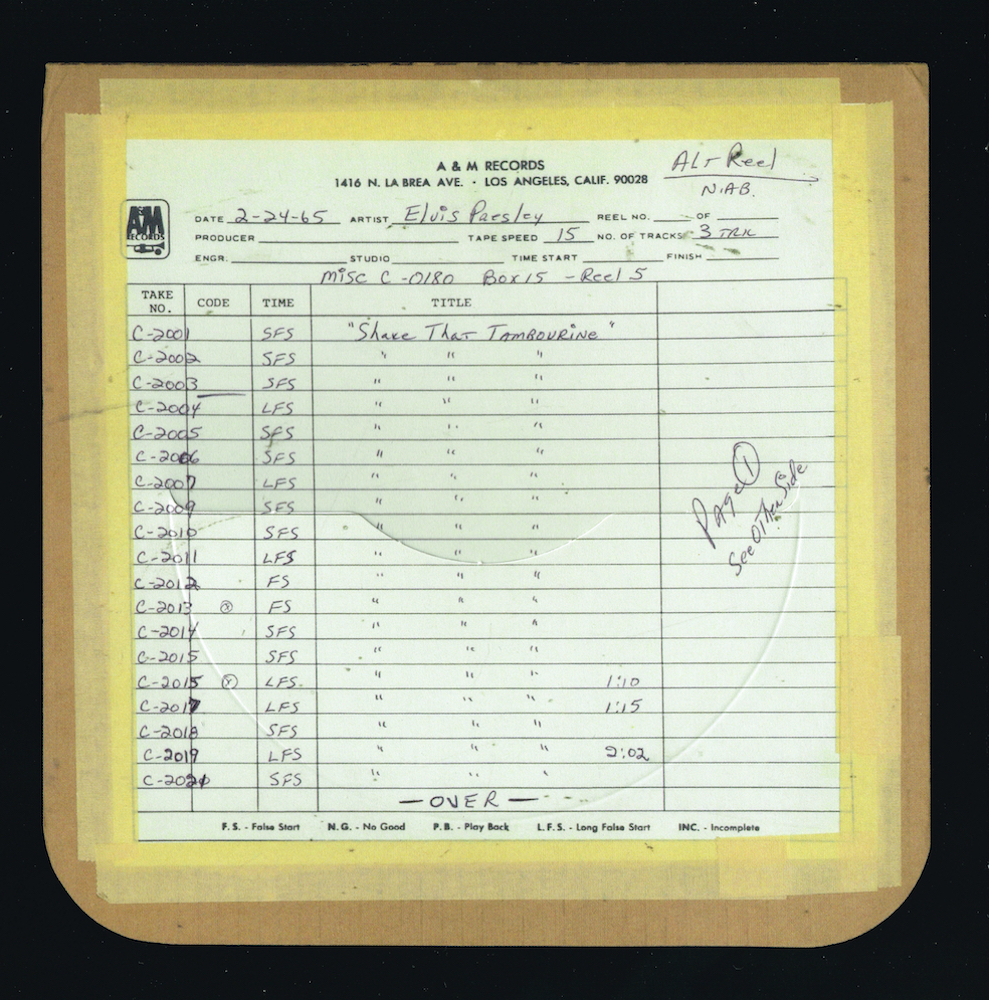 A & M RECORDS
1416 N. LA BREA AVE. · LOS ANGELES, CALIF. 90028
ALT Reel
N.AB.
A&M RECORDS
DATE 2-24-65 ARTIST Elvis Presley REEL NO. OF
PRODUCER TAPE SPEED 15 NO. OF TRACKS 3 TRK
ENGR. STUDIO TIME START FINISH
MISC C-0180 Box 15 - Reel 5
TAKE NO. CODE TIME TITLE
C-2001 SFS "Shake That TAMBOURINE"
C-2002 SFS " " "
C-2003 SFS " " "
C-2004 LFS " " "
C-2005 SFS " " "
C-2006 SFS " " "
C-2007 LFS " " "
C-2009 SFS " " "
C-2010 SFS " " "
C-2011 LFS " " "
C-2012 FS " " "
C-2013 ⓧ FS " " "
C-2014 SFS " " "
C-2015 SFS " " "
C-2015 ⓧ LFS. " " " 1:10
C-2017 LFS " " " 1:15
C-2018 SFS " " "
C-2019 LFS " " " 2:02
C-202 SFS " " "
— OVER —
Page 1
See Other Side
F.S. - False Start N.G. - No Good P.B. - Play Back L.F.S. - Long False Start INC. - Incomplete